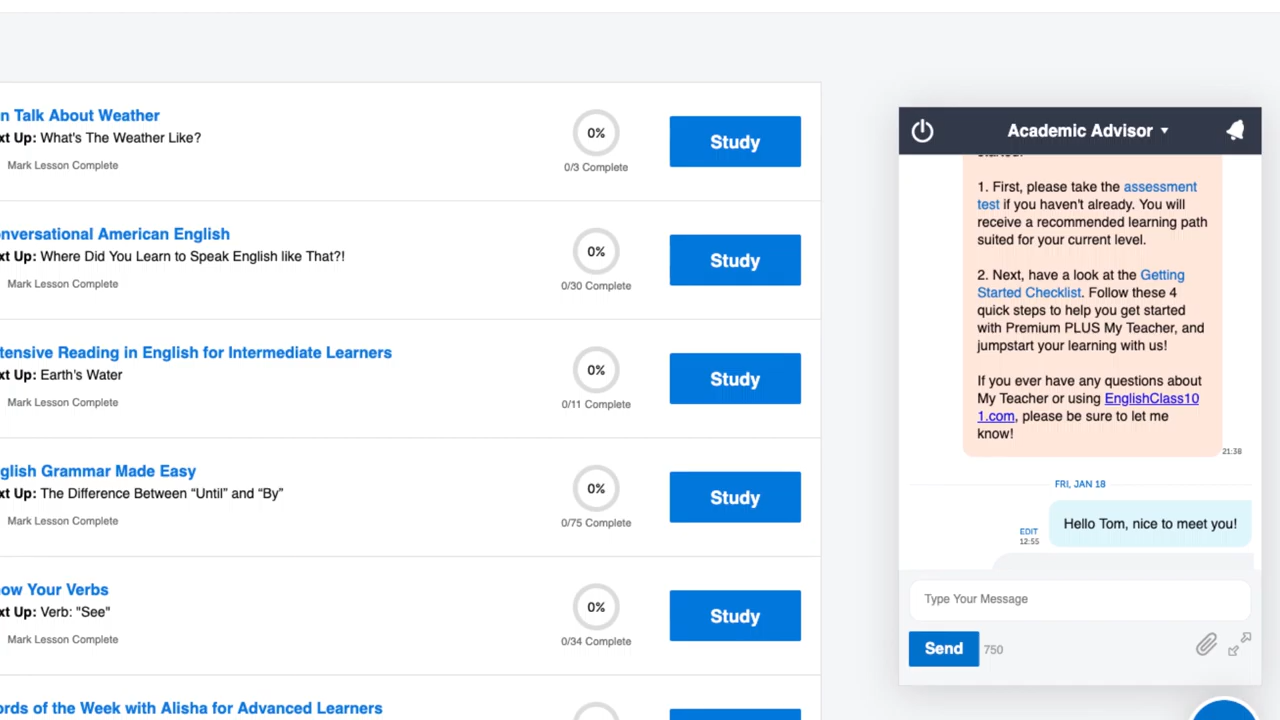 n Talk About Weather
xt Up: What's The Weather Like?
Mark Lesson Complete
0%
0/3 Complete
Study
nversational American English
xt Up: Where Did You Learn to Speak English like That?!
Mark Lesson Complete
0%
0/30 Complete
Study
tensive Reading in English for Intermediate Learners
xt Up: Earth's Water
Mark Lesson Complete
0%
0/11 Complete
Study
glish Grammar Made Easy
xt Up: The Difference Between “Until” and “By”
Mark Lesson Complete
0%
0/75 Complete
Study
ow Your Verbs
xt Up: Verb: "See"
Mark Lesson Complete
0%
0/34 Complete
Study
ords of the Week with Alisha for Advanced Learners
Academic Advisor
1. First, please take the assessment
test if you haven't already. You will
receive a recommended learning path
suited for your current level.
2. Next, have a look at the Getting
Started Checklist. Follow these 4
quick steps to help you get started
with Premium PLUS My Teacher, and
jumpstart your learning with us!
If you ever have any questions about
My Teacher or using EnglishClass10
1.com, please be sure to let me
know!
21:38
FRI, JAN 18
Hello Tom, nice to meet you!
EDIT
12:55
Type Your Message
Send
750